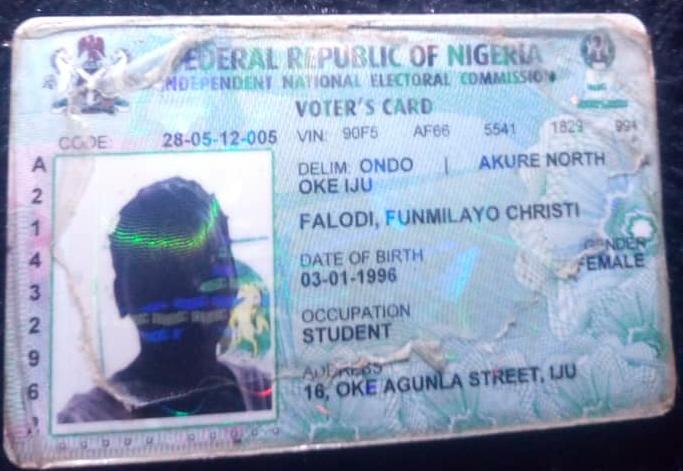 FEDERAL REPUBLIC OF NIGERIA
INDEPENDENT NATIONAL ELECTORAL COMMISSION
VOTER'S CARD
CODE: 28-05-12-005 VIN: 90F5 AF66 5541 1829 994
DELIM: ONDO | AKURE NORTH
OKE IJU
FALODI, FUNMILAYO CHRISTI
DATE OF BIRTH
03-01-1996
GENDER
FEMALE
OCCUPATION
STUDENT
ADDRESS
16, OKE AGUNLA STREET, IJU
A
2
1
4
3
2
9
6